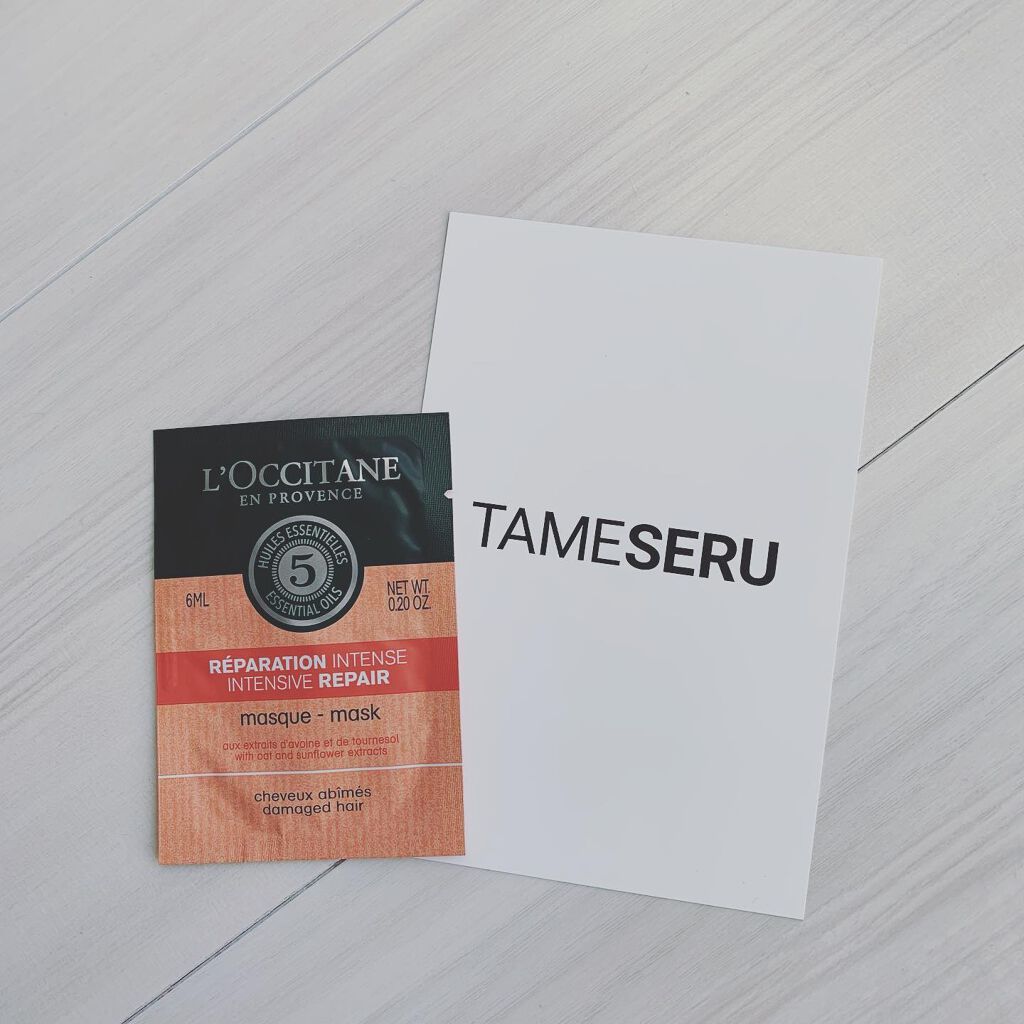 L'OCCITANE
EN PROVENCE
HUILES ESSENTIELLES
5
ESSENTIAL OILS
6ML
NET WT.
0.20 OZ.
RÉPARATION INTENSE
INTENSIVE REPAIR
masque - mask
aux extraits d'avoine et de tournesol
with oat and sunflower extracts
cheveux abîmés
damaged hair
TAMESERU